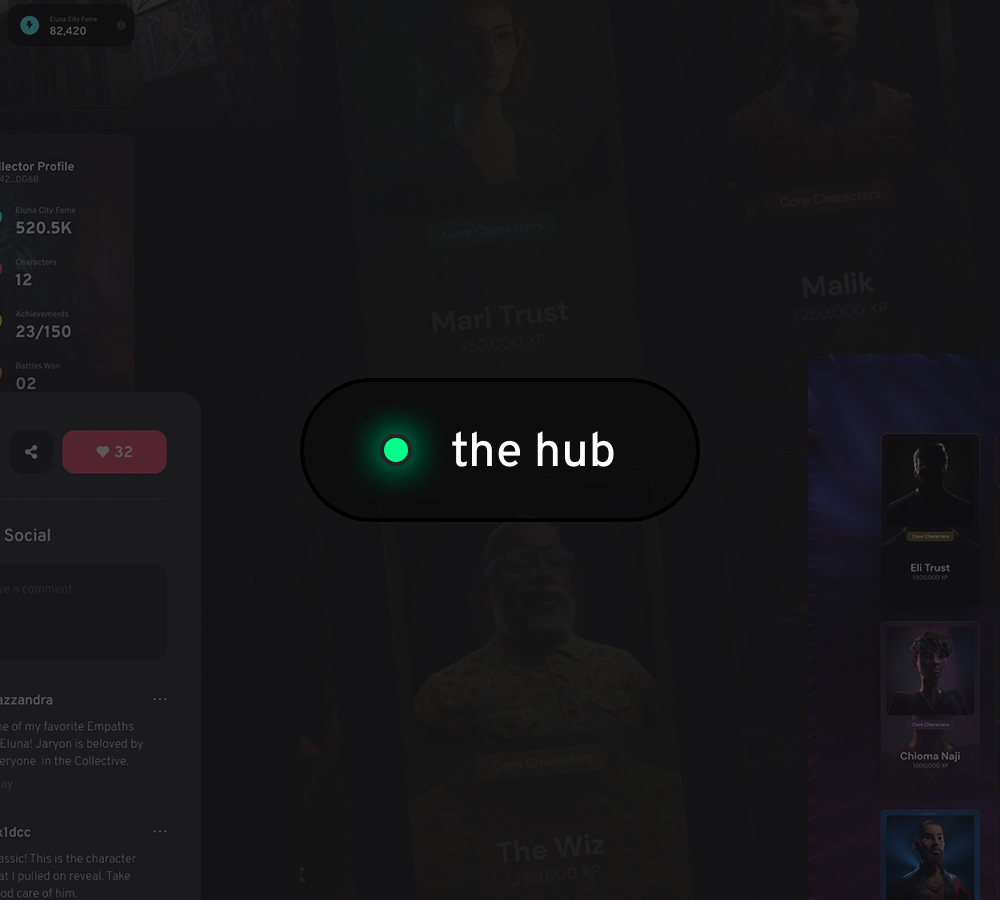 Eluna City Fame
82,420
llector Profile
42...DG6B
Eluna City Fame
520.5K
Characters
12
Achievements
23/150
Battles Won
02
Core Characters
Mari Trust
750,000 XP
Core Characters
Malik
1,250,000 XP
the hub
32
Social
ve a comment
azzandra
ne of my favorite Empaths
Eluna! Jaryon is beloved by
eryone in the Collective.
ay
x1dcc
assic! This is the character
at I pulled on reveal. Take
od care of him.
Core Characters
The Wiz
1,250,000 XP
Core Characters
Eli Trust
1,500,000 XP
Core Characters
Chioma Naji
1,000,000 XP